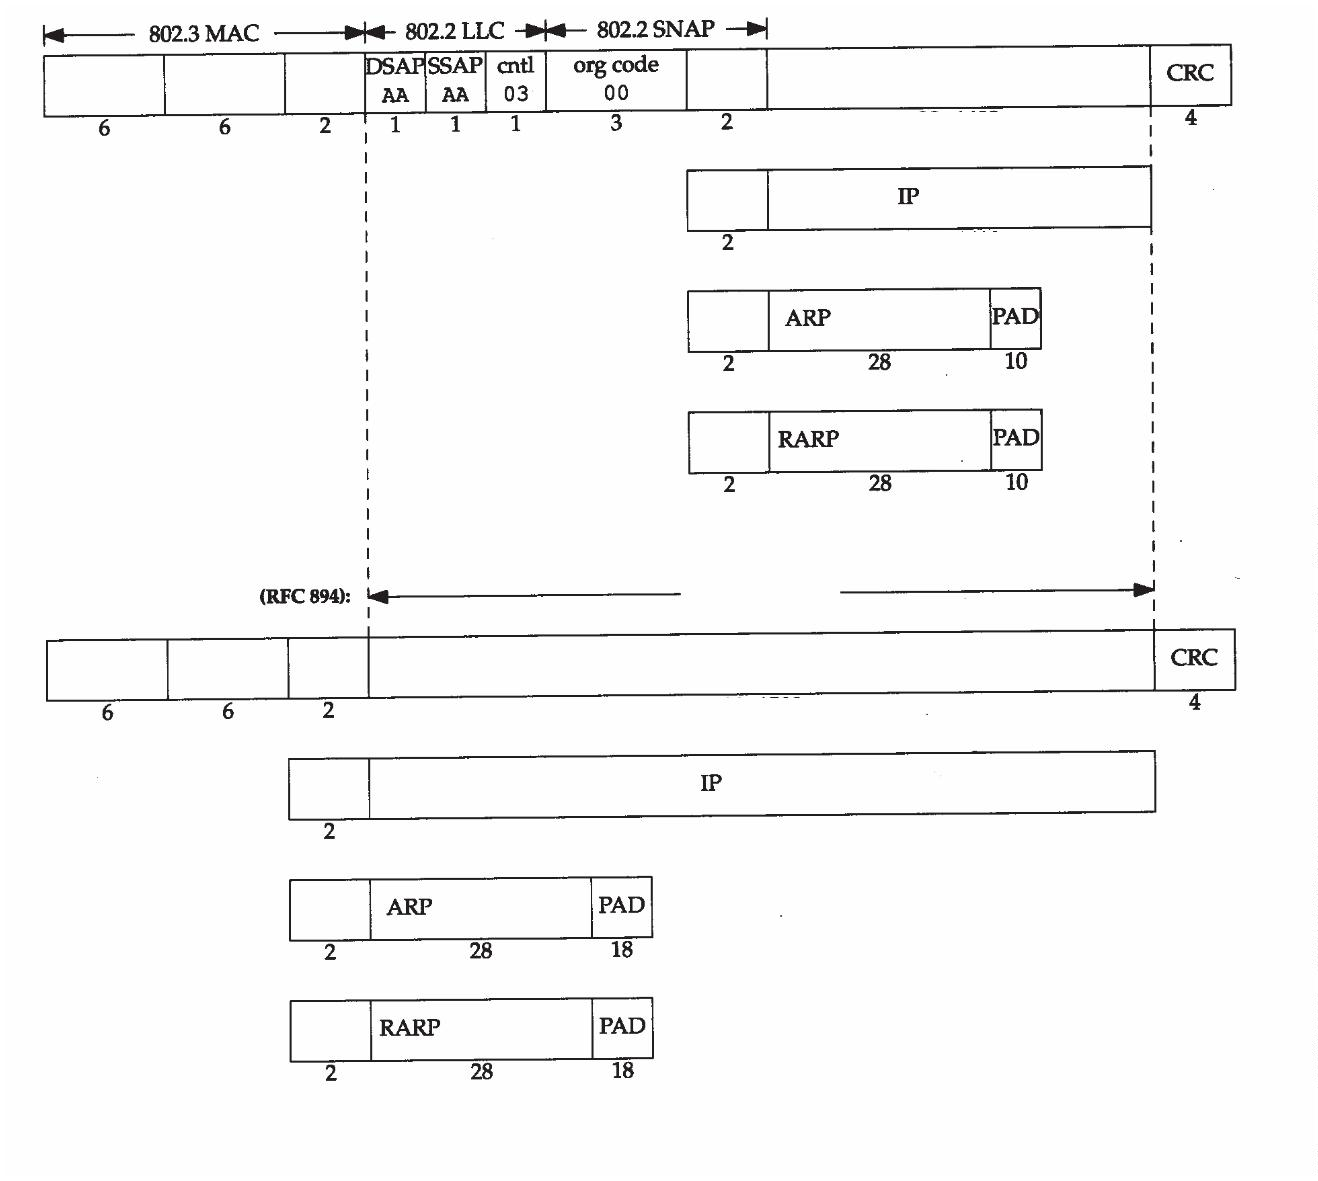 802.3 MAC 802.2 LLC 802.2 SNAP
DSAP SSAP cntl org code CRC
AA AA 03 00
6 6 2 1 1 1 3 2 4
IP
2
ARP PAD
2 28 10
RARP PAD
2 28 10
(RFC 894):
CRC
6 6 2 4
IP
2
ARP PAD
2 28 18
RARP PAD
2 28 18